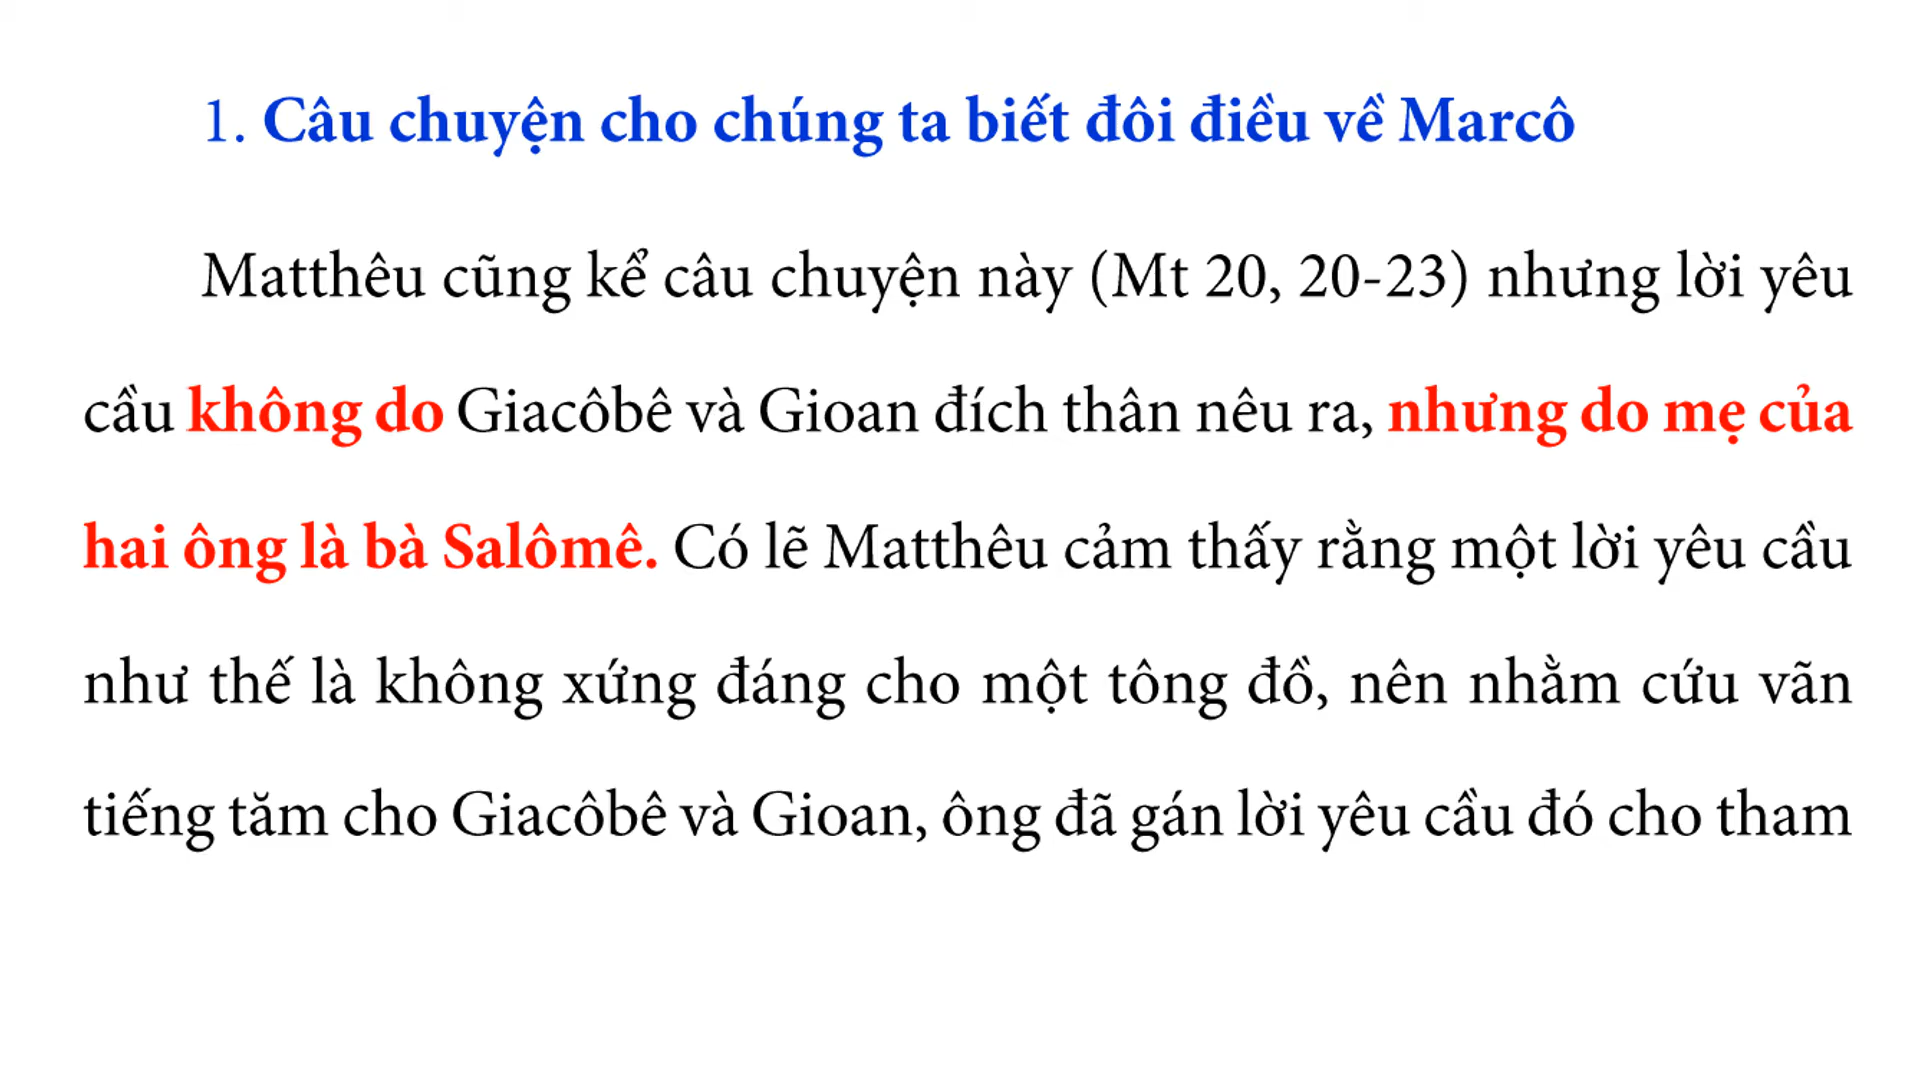 1. Câu chuyện cho chúng ta biết đôi điều về Marcô
Matthêu cũng kể câu chuyện này (Mt 20, 20-23) nhưng lời yêu
cầu không do Giacôbê và Gioan đích thân nêu ra, nhưng do mẹ của
hai ông là bà Salômê. Có lẽ Matthêu cảm thấy rằng một lời yêu cầu
như thế là không xứng đáng cho một tông đồ, nên nhằm cứu vãn
tiếng tăm cho Giacôbê và Gioan, ông đã gán lời yêu cầu đó cho tham